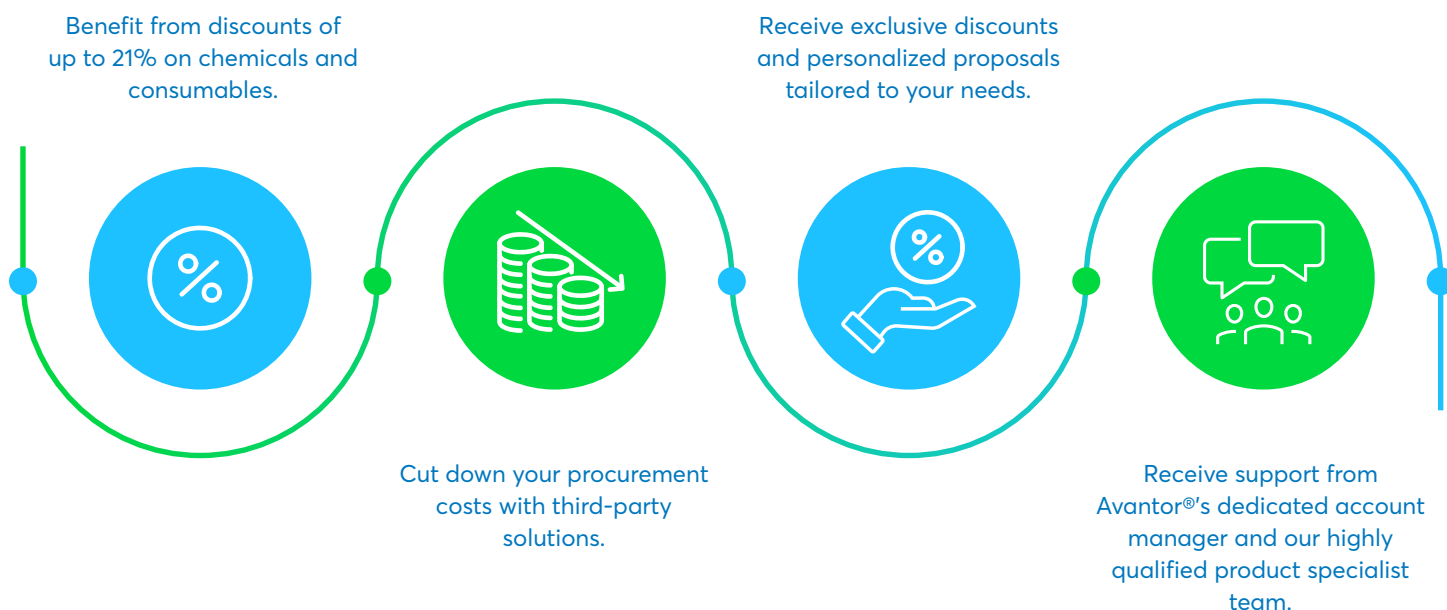 Benefit from discounts of
up to 21% on chemicals and
consumables.
Cut down your procurement
costs with third-party
solutions.
Receive exclusive discounts
and personalized proposals
tailored to your needs.
Receive support from
Avantor®'s dedicated account
manager and our highly
qualified product specialist
team.